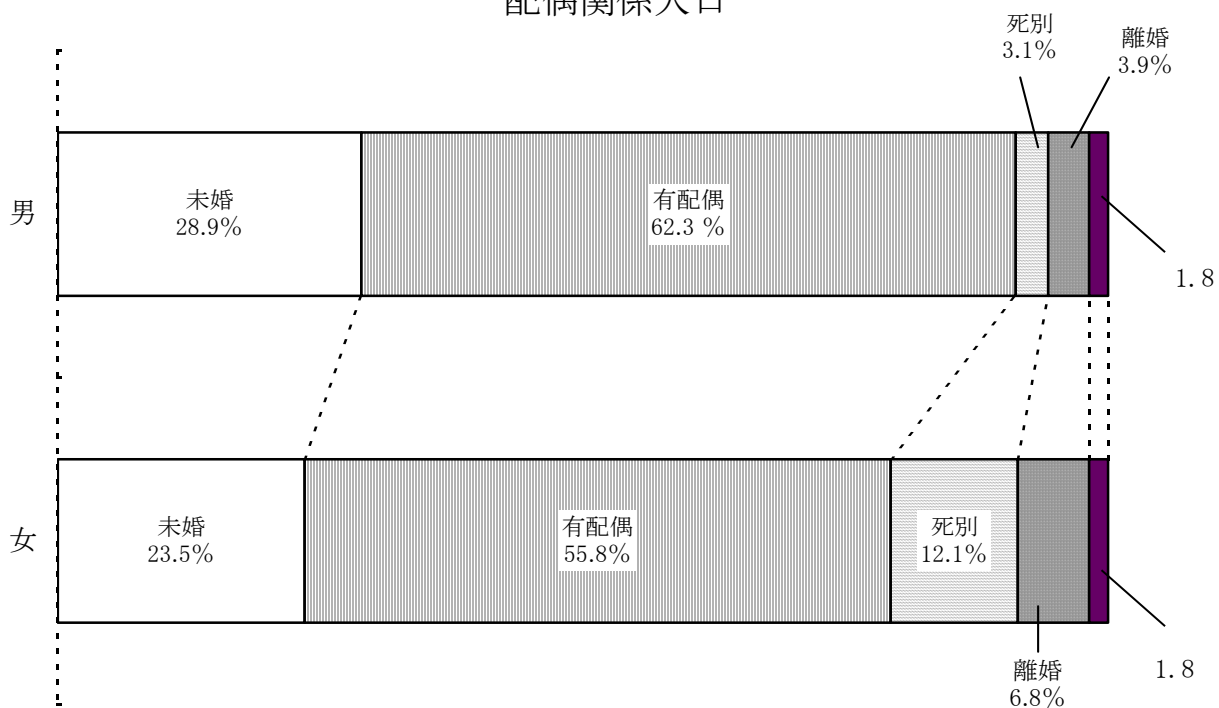 配偶関係人口
死別
3.1%
離婚
3.9%
男
未婚
28.9%
有配偶
62.3 %
1.8
女
未婚
23.5%
有配偶
55.8%
死別
12.1%
離婚
6.8%
1.8